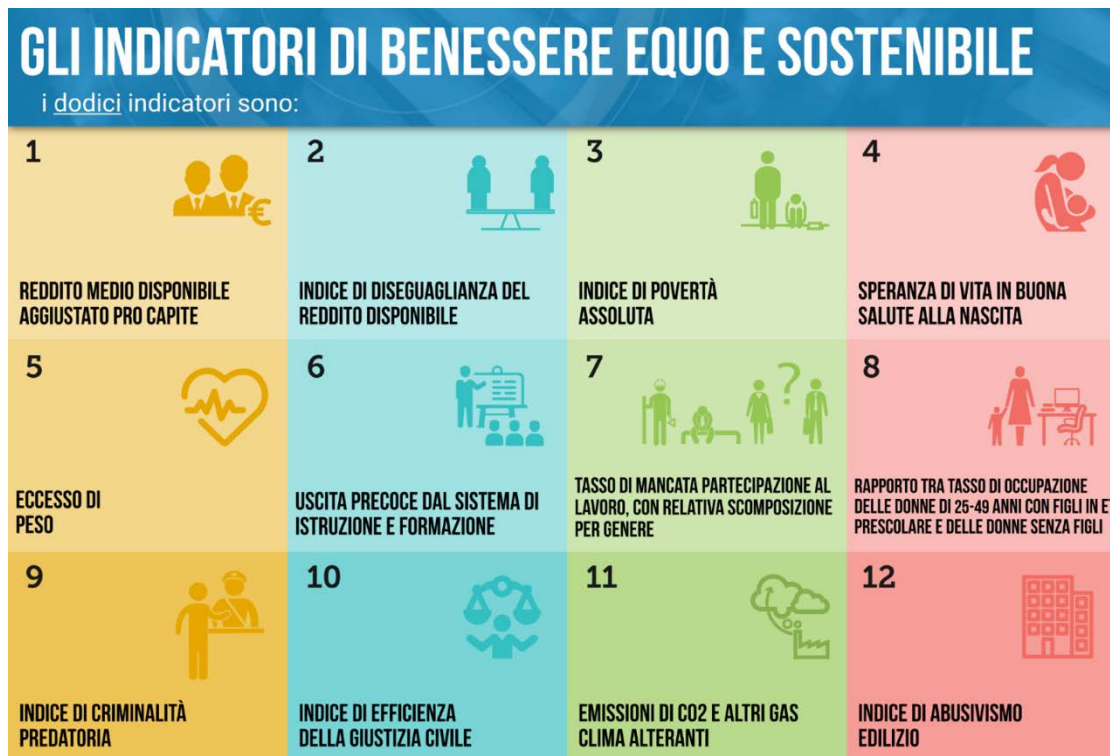 GLI INDICATORI DI BENESSERE EQUO E SOSTENIBILE
i dodici indicatori sono:
1
REDDITO MEDIO DISPONIBILE
AGGIUSTATO PRO CAPITE
2
INDICE DI DISEGUAGLIANZA DEL
REDDITO DISPONIBILE
3
INDICE DI POVERTÀ
ASSOLUTA
4
SPERANZA DI VITA IN BUONA
SALUTE ALLA NASCITA
5
ECCESSO DI
PESO
6
USCITA PRECOCE DAL SISTEMA DI
ISTRUZIONE E FORMAZIONE
7
?
TASSO DI MANCATA PARTECIPAZIONE AL
LAVORO, CON RELATIVA SCOMPOSIZIONE
PER GENERE
8
RAPPORTO TRA TASSO DI OCCUPAZIONE
DELLE DONNE DI 25-49 ANNI CON FIGLI IN
PRESCOLARE E DELLE DONNE SENZA FIGLI
9
INDICE DI CRIMINALITÀ
PREDATORIA
10
INDICE DI EFFICIENZA
DELLA GIUSTIZIA CIVILE
11
EMISSIONI DI CO2 E ALTRI GAS
CLIMA ALTERANTI
12
INDICE DI ABUSIVISMO
EDILIZIO